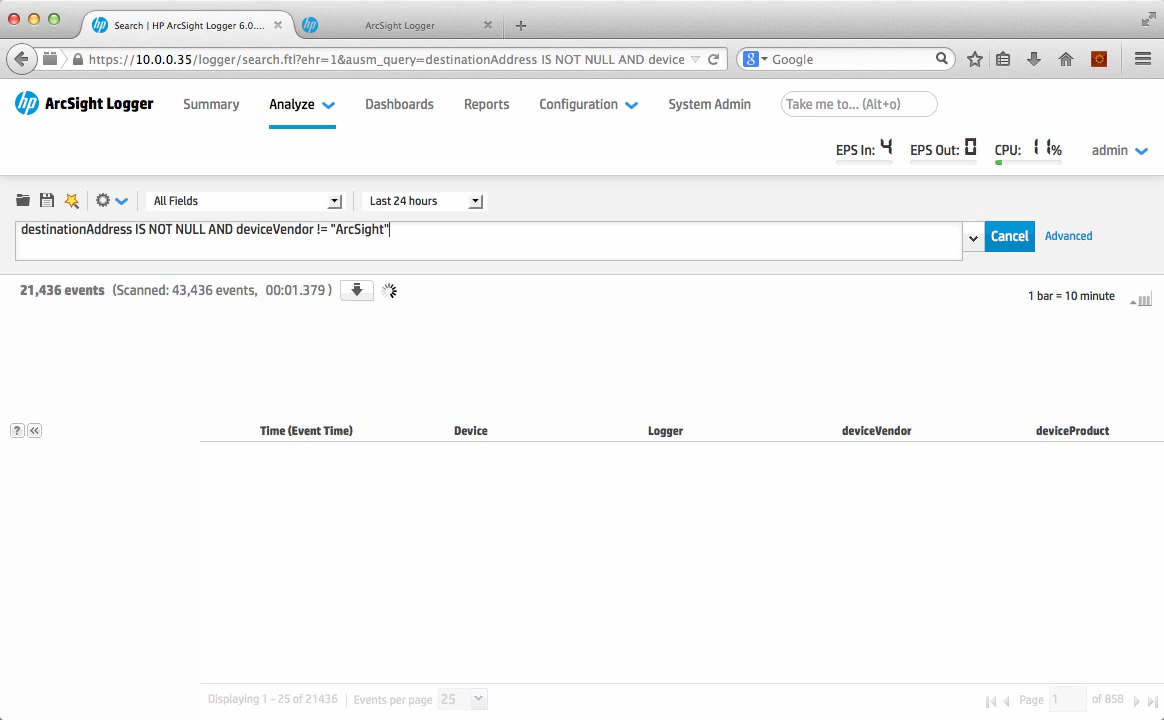 Search | HP ArcSight Logger 6.0....
ArcSight Logger
https://10.0.0.35/logger/search.ftl?ehr=1&ausm_query=destinationAddress IS NOT NULL AND device
Google
hp ArcSight Logger Summary Analyze Dashboards Reports Configuration System Admin Take me to... (Alt+o)
EPS In: 4 EPS Out: 0 CPU: 11% admin
All Fields Last 24 hours
destinationAddress IS NOT NULL AND deviceVendor != "ArcSight"
Cancel Advanced
21,436 events (Scanned: 43,436 events, 00:01.379 )
1 bar = 10 minute
? Time (Event Time) Device Logger deviceVendor deviceProduct
Displaying 1 - 25 of 21436 | Events per page 25 Page 1 of 858